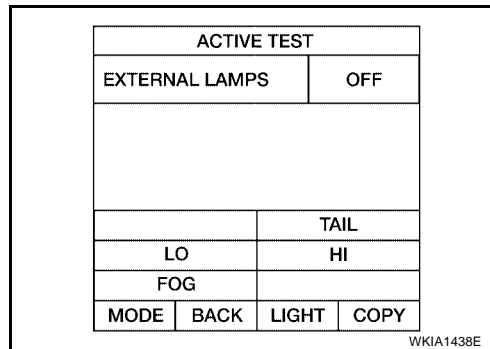 ACTIVE TEST
EXTERNAL LAMPS OFF
TAIL
LO HI
FOG
MODE BACK LIGHT COPY
WKIA1438E